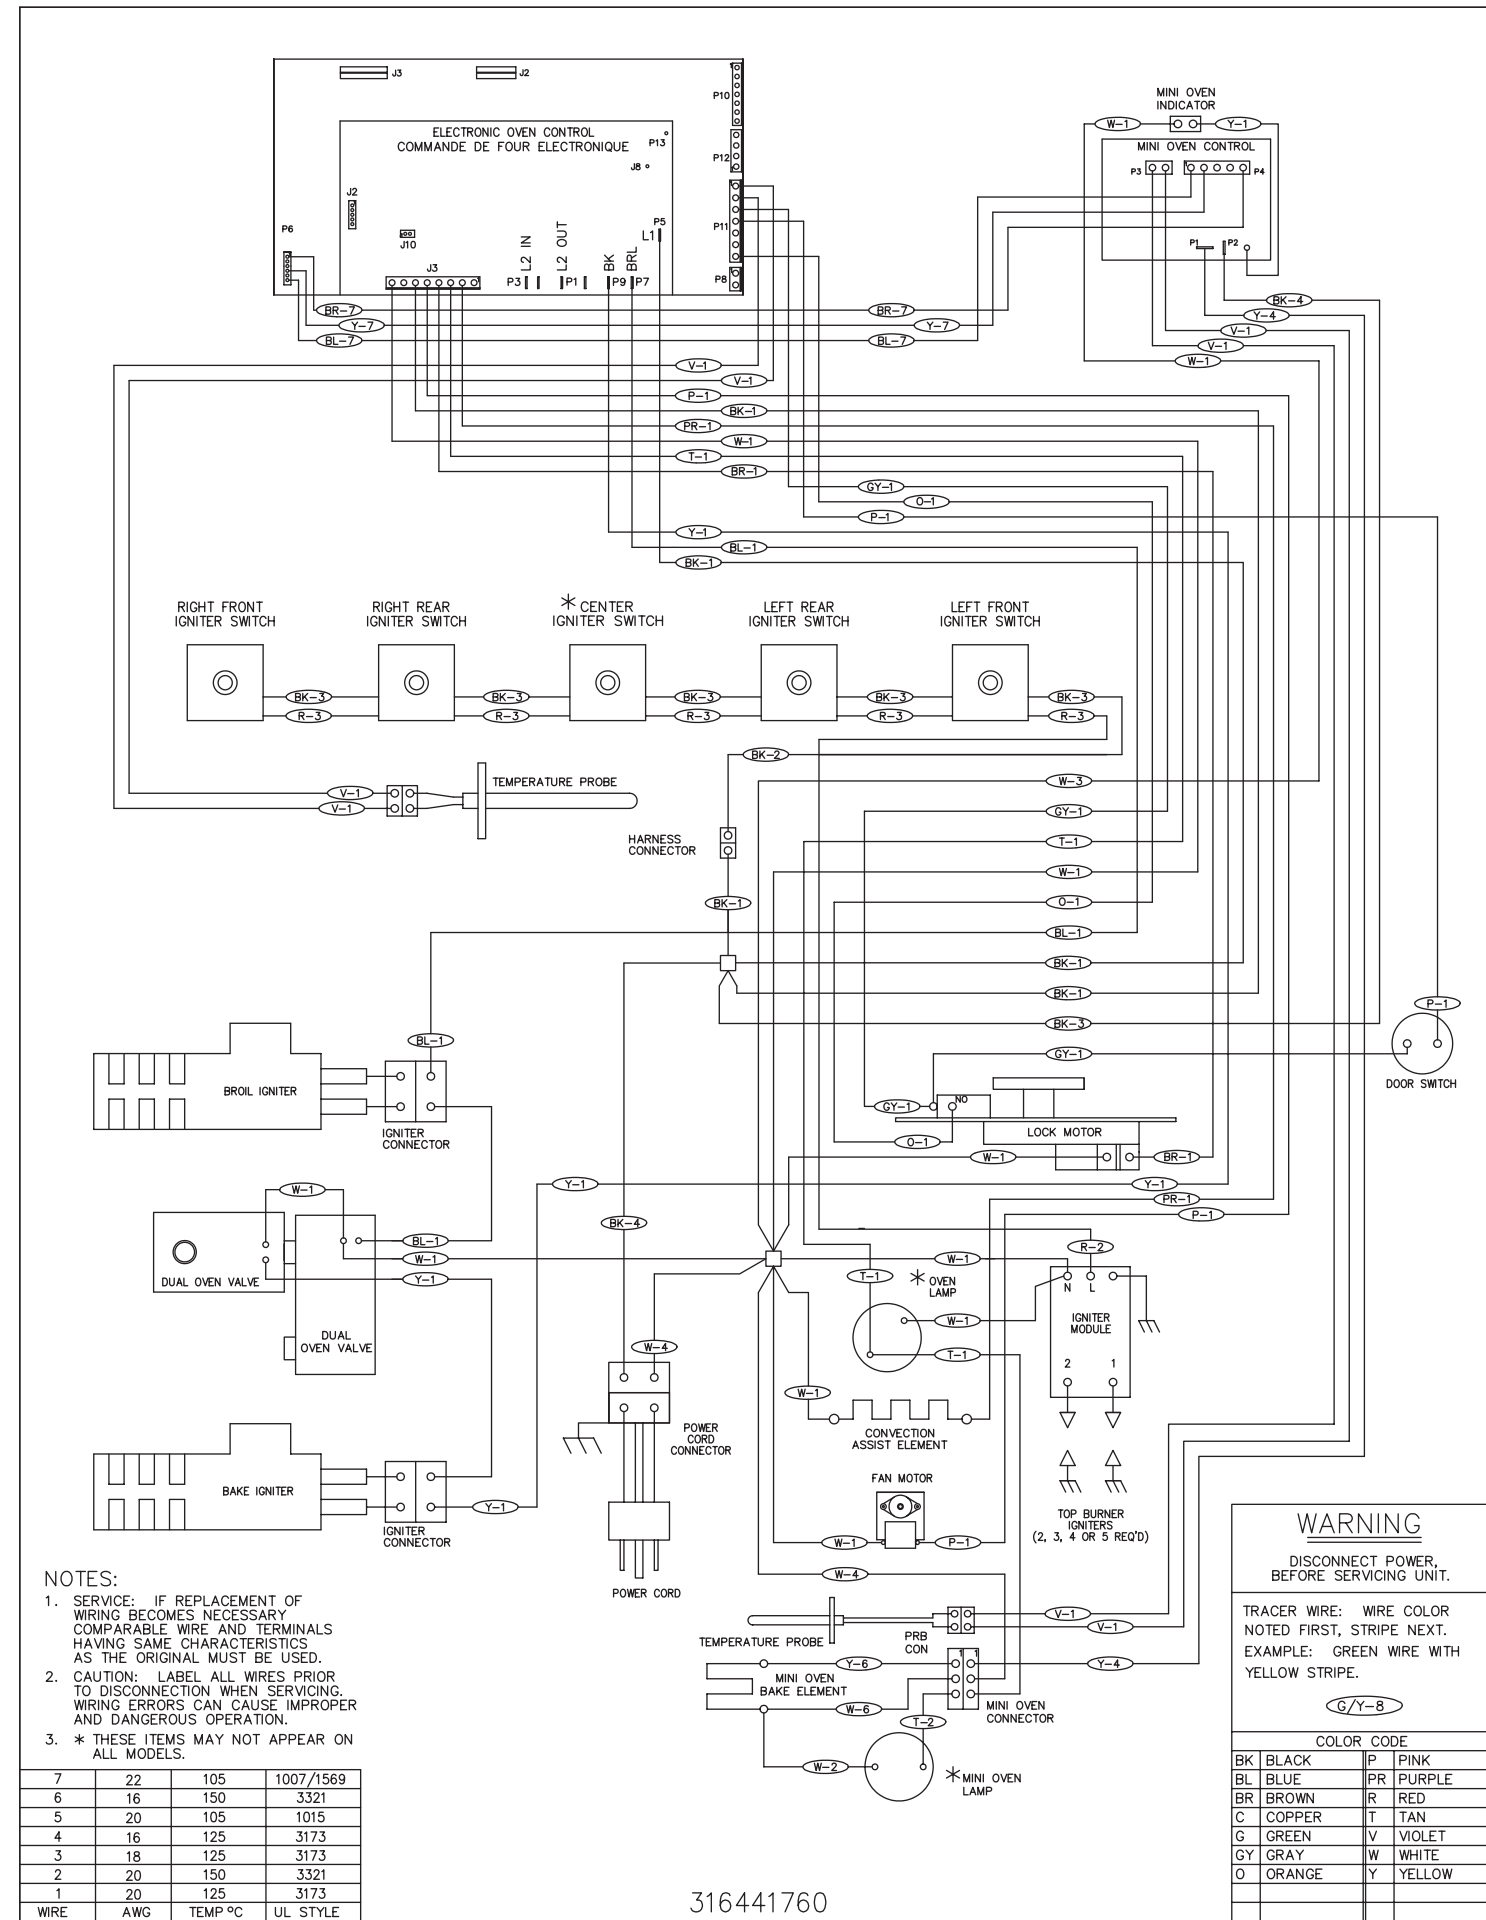 J3
J2
P10
ELECTRONIC OVEN CONTROL
COMMANDE DE FOUR ELECTRONIQUE
P13
J8
P12
J2
P6
J10
J3
P3
L2 IN
L2 OUT
P1
BK
P9
BRL
P7
L1
P5
P11
P8
MINI OVEN
INDICATOR
W-1
Y-1
MINI OVEN CONTROL
P3
P4
P1
P2
BR-7
BR-7
BK-4
Y-4
Y-7
Y-7
V-1
BL-7
BL-7
V-1
W-1
V-1
V-1
P-1
BK-1
PR-1
W-1
T-1
BR-1
GY-1
O-1
P-1
Y-1
BL-1
BK-1
RIGHT FRONT
IGNITER SWITCH
RIGHT REAR
IGNITER SWITCH
* CENTER
IGNITER SWITCH
LEFT REAR
IGNITER SWITCH
LEFT FRONT
IGNITER SWITCH
BK-3
BK-3
BK-3
BK-3
BK-3
R-3
R-3
R-3
R-3
R-3
BK-2
TEMPERATURE PROBE
V-1
V-1
W-3
GY-1
HARNESS
CONNECTOR
T-1
W-1
BK-1
O-1
BL-1
BK-1
BK-1
P-1
BK-3
BL-1
GY-1
DOOR SWITCH
BROIL IGNITER
IGNITER
CONNECTOR
GY-1
NO
LOCK MOTOR
O-1
W-1
BR-1
Y-1
Y-1
W-1
PR-1
BK-4
P-1
BL-1
W-1
Y-1
DUAL OVEN VALVE
DUAL
OVEN VALVE
W-1
R-2
T-1
* OVEN
LAMP
N
L
W-1
IGNITER
MODULE
W-4
T-1
2
1
W-1
POWER
CORD
CONNECTOR
CONVECTION
ASSIST ELEMENT
FAN MOTOR
BAKE IGNITER
Y-1
IGNITER
CONNECTOR
TOP BURNER
IGNITERS
(2, 3, 4 OR 5 REQ'D)
W-1
P-1
W-4
POWER CORD
V-1
V-1
TEMPERATURE PROBE
PRB
CON
1
1
Y-6
Y-4
MINI OVEN
BAKE ELEMENT
W-6
MINI OVEN
CONNECTOR
T-2
W-2
* MINI OVEN
LAMP
NOTES:
1. SERVICE: IF REPLACEMENT OF
WIRING BECOMES NECESSARY
COMPARABLE WIRE AND TERMINALS
HAVING SAME CHARACTERISTICS
AS THE ORIGINAL MUST BE USED.
2. CAUTION: LABEL ALL WIRES PRIOR
TO DISCONNECTION WHEN SERVICING.
WIRING ERRORS CAN CAUSE IMPROPER
AND DANGEROUS OPERATION.
3. * THESE ITEMS MAY NOT APPEAR ON
ALL MODELS.
7 22 105 1007/1569
6 16 150 3321
5 20 105 1015
4 16 125 3173
3 18 125 3173
2 20 150 3321
1 20 125 3173
WIRE AWG TEMP °C UL STYLE
316441760
WARNING
DISCONNECT POWER,
BEFORE SERVICING UNIT.
TRACER WIRE: WIRE COLOR
NOTED FIRST, STRIPE NEXT.
EXAMPLE: GREEN WIRE WITH
YELLOW STRIPE.
G/Y-8
COLOR CODE
BK BLACK P PINK
BL BLUE PR PURPLE
BR BROWN R RED
C COPPER T TAN
G GREEN V VIOLET
GY GRAY W WHITE
O ORANGE Y YELLOW